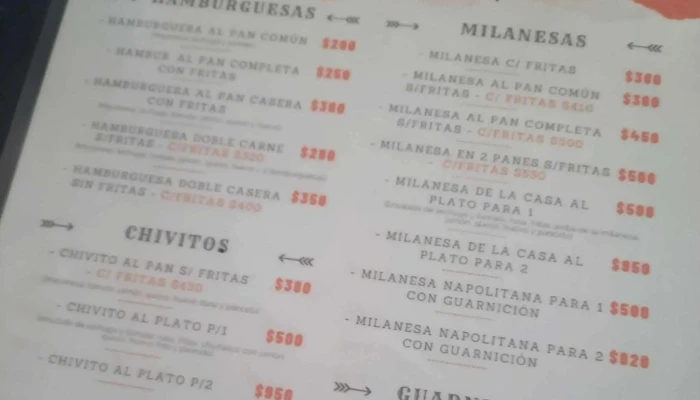 HAMBURGUESAS
- HAMBURGUESA AL PAN COMÚN $200
- HAMBUR AL PAN COMPLETA $250
CON FRITAS
- HAMBURGUESA AL PAN CASERA $300
CON FRITAS
- HAMBURGUESA DOBLE CARNE $280
S/FRITAS - C/FRITAS $320
- HAMBURGUESA DOBLE CASERA $350
SIN FRITAS - C/FRITAS $400
CHIVITOS
- CHIVITO AL PAN S/ FRITAS $380
- C/ FRITAS $430
- CHIVITO AL PLATO P/1 $500
- CHIVITO AL PLATO P/2 $950
MILANESAS
- MILANESA C/ FRITAS $380
- MILANESA AL PAN COMÚN $360
S/FRITAS - C/ FRITAS $410
- MILANESA AL PAN COMPLETA $450
S/FRITAS - C/FRITAS $500
- MILANESA EN 2 PANES S/FRITAS $500
- C/FRITAS $550
- MILANESA DE LA CASA AL $500
PLATO PARA 1
- MILANESA DE LA CASA AL $950
PLATO PARA 2
- MILANESA NAPOLITANA PARA 1 $500
CON GUARNICIÓN
- MILANESA NAPOLITANA PARA 2 $820
CON GUARNICIÓN